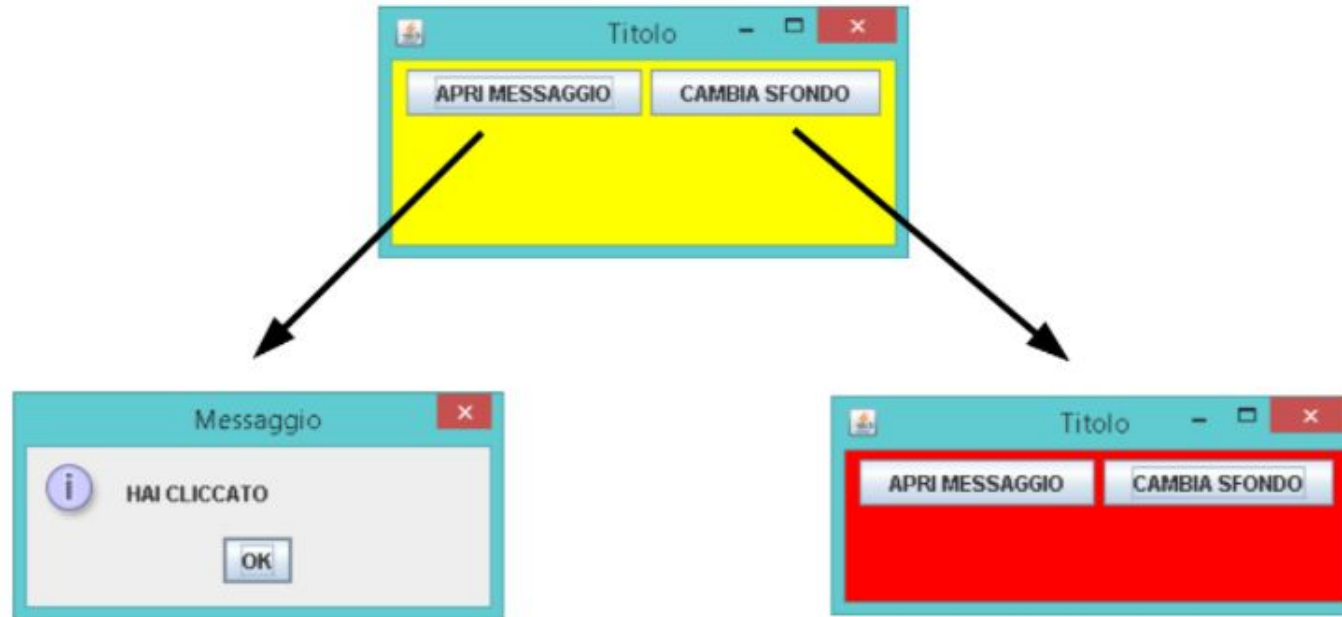 Titolo
APRI MESSAGGIO CAMBIA SFONDO
Messaggio
HAI CLICCATO
OK
Titolo
APRI MESSAGGIO CAMBIA SFONDO